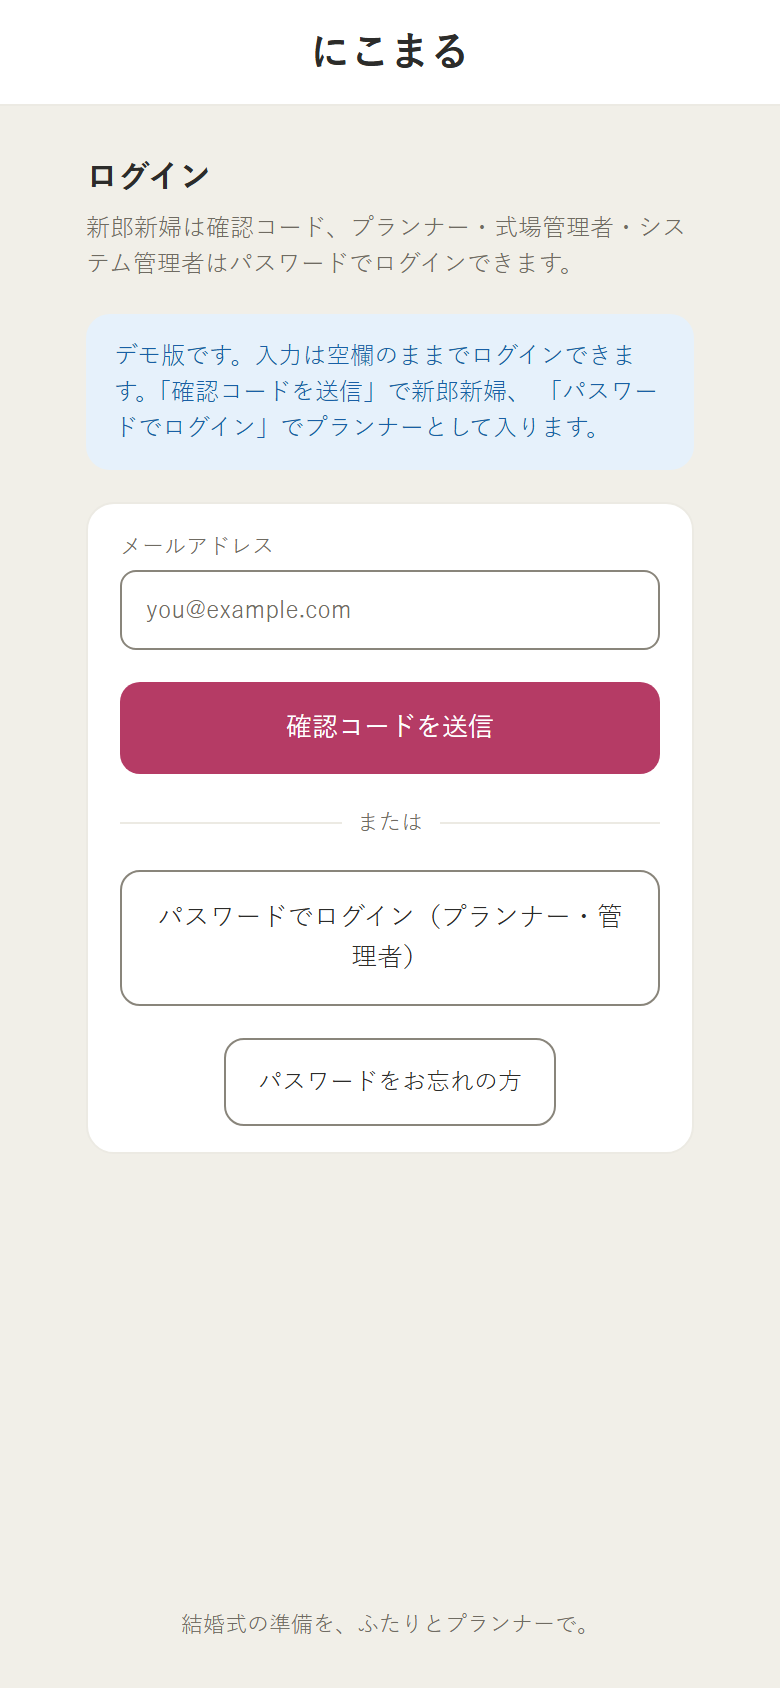 にこまる
ログイン
新郎新婦は確認コード、プランナー・式場管理者・シス
テム管理者はパスワードでログインできます。
デモ版です。入力は空欄のままでログインできま
す。「確認コードを送信」で新郎新婦、「パスワー
ドでログイン」でプランナーとして入ります。
メールアドレス
you@example.com
確認コードを送信
または
パスワードでログイン（プランナー・管
理者）
パスワードをお忘れの方
結婚式の準備を、ふたりとプランナーで。